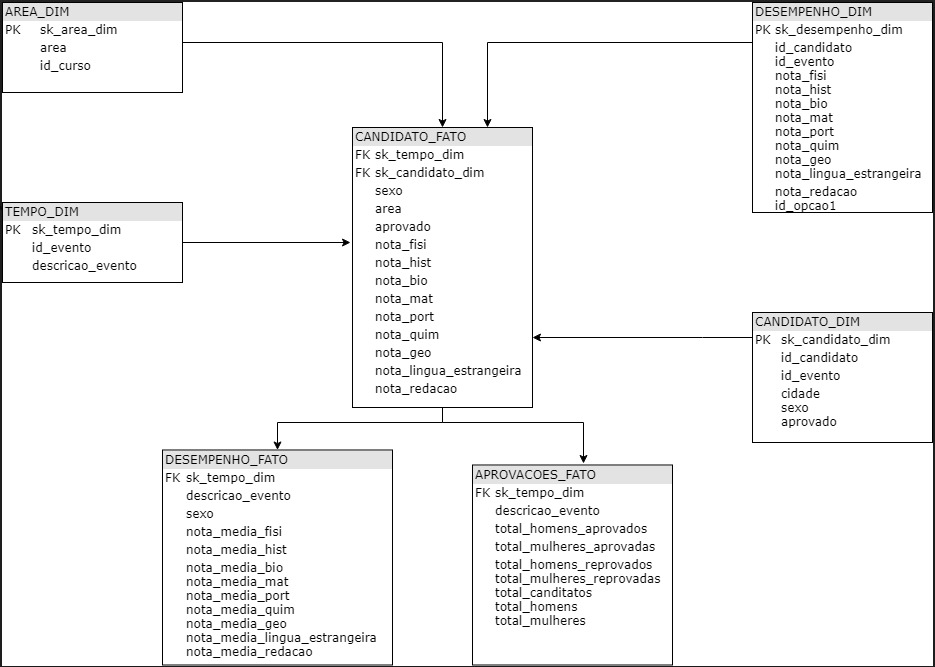 AREA_DIM
PK sk_area_dim
area
id_curso
DESEMPENHO_DIM
PK sk_desempenho_dim
id_candidato
id_evento
nota_fisi
nota_hist
nota_bio
nota_mat
nota_port
nota_quim
nota_geo
nota_lingua_estrangeira
nota_redacao
id_opcao1
CANDIDATO_FATO
FK sk_tempo_dim
FK sk_candidato_dim
sexo
area
aprovado
nota_fisi
nota_hist
nota_bio
nota_mat
nota_port
nota_quim
nota_geo
nota_lingua_estrangeira
nota_redacao
TEMPO_DIM
PK sk_tempo_dim
id_evento
descricao_evento
CANDIDATO_DIM
PK sk_candidato_dim
id_candidato
id_evento
cidade
sexo
aprovado
DESEMPENHO_FATO
FK sk_tempo_dim
descricao_evento
sexo
nota_media_fisi
nota_media_hist
nota_media_bio
nota_media_mat
nota_media_port
nota_media_quim
nota_media_geo
nota_media_lingua_estrangeira
nota_media_redacao
APROVACOES_FATO
FK sk_tempo_dim
descricao_evento
total_homens_aprovados
total_mulheres_aprovadas
total_homens_reprovados
total_mulheres_reprovadas
total_canditatos
total_homens
total_mulheres